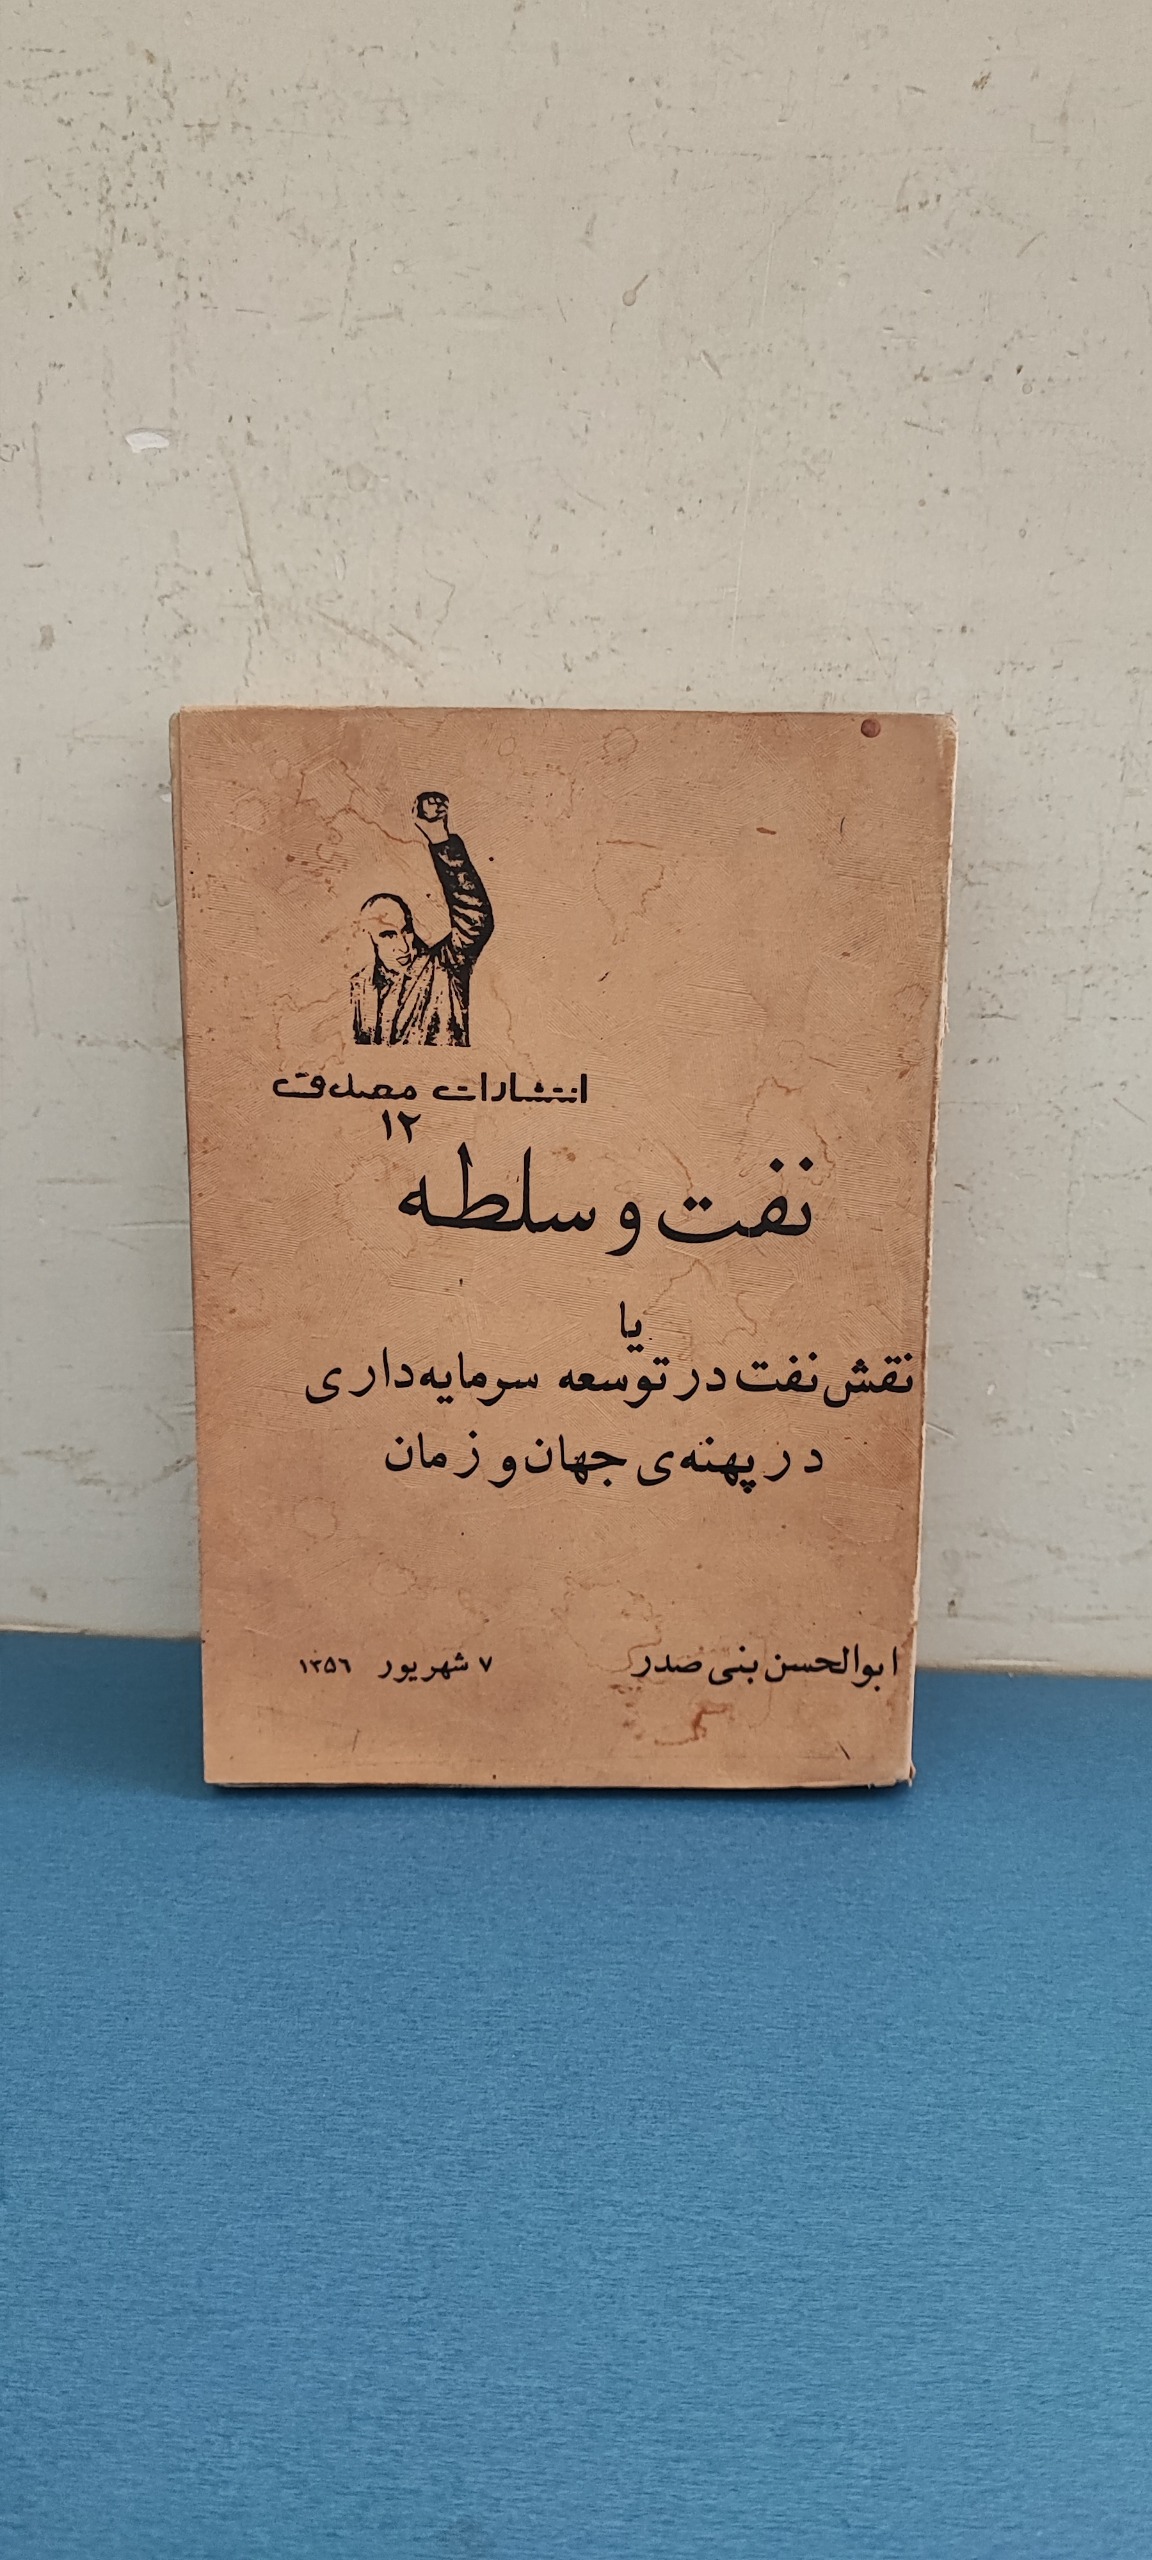 انتشارات مصدق
۱۲
نفت و سلطه
یا
نقش نفت در توسعه سرمایه‌داری
در پهنه‌ی جهان و زمان
ابوالحسن بنی صدر
۷ شهریور ۱۳۵۶